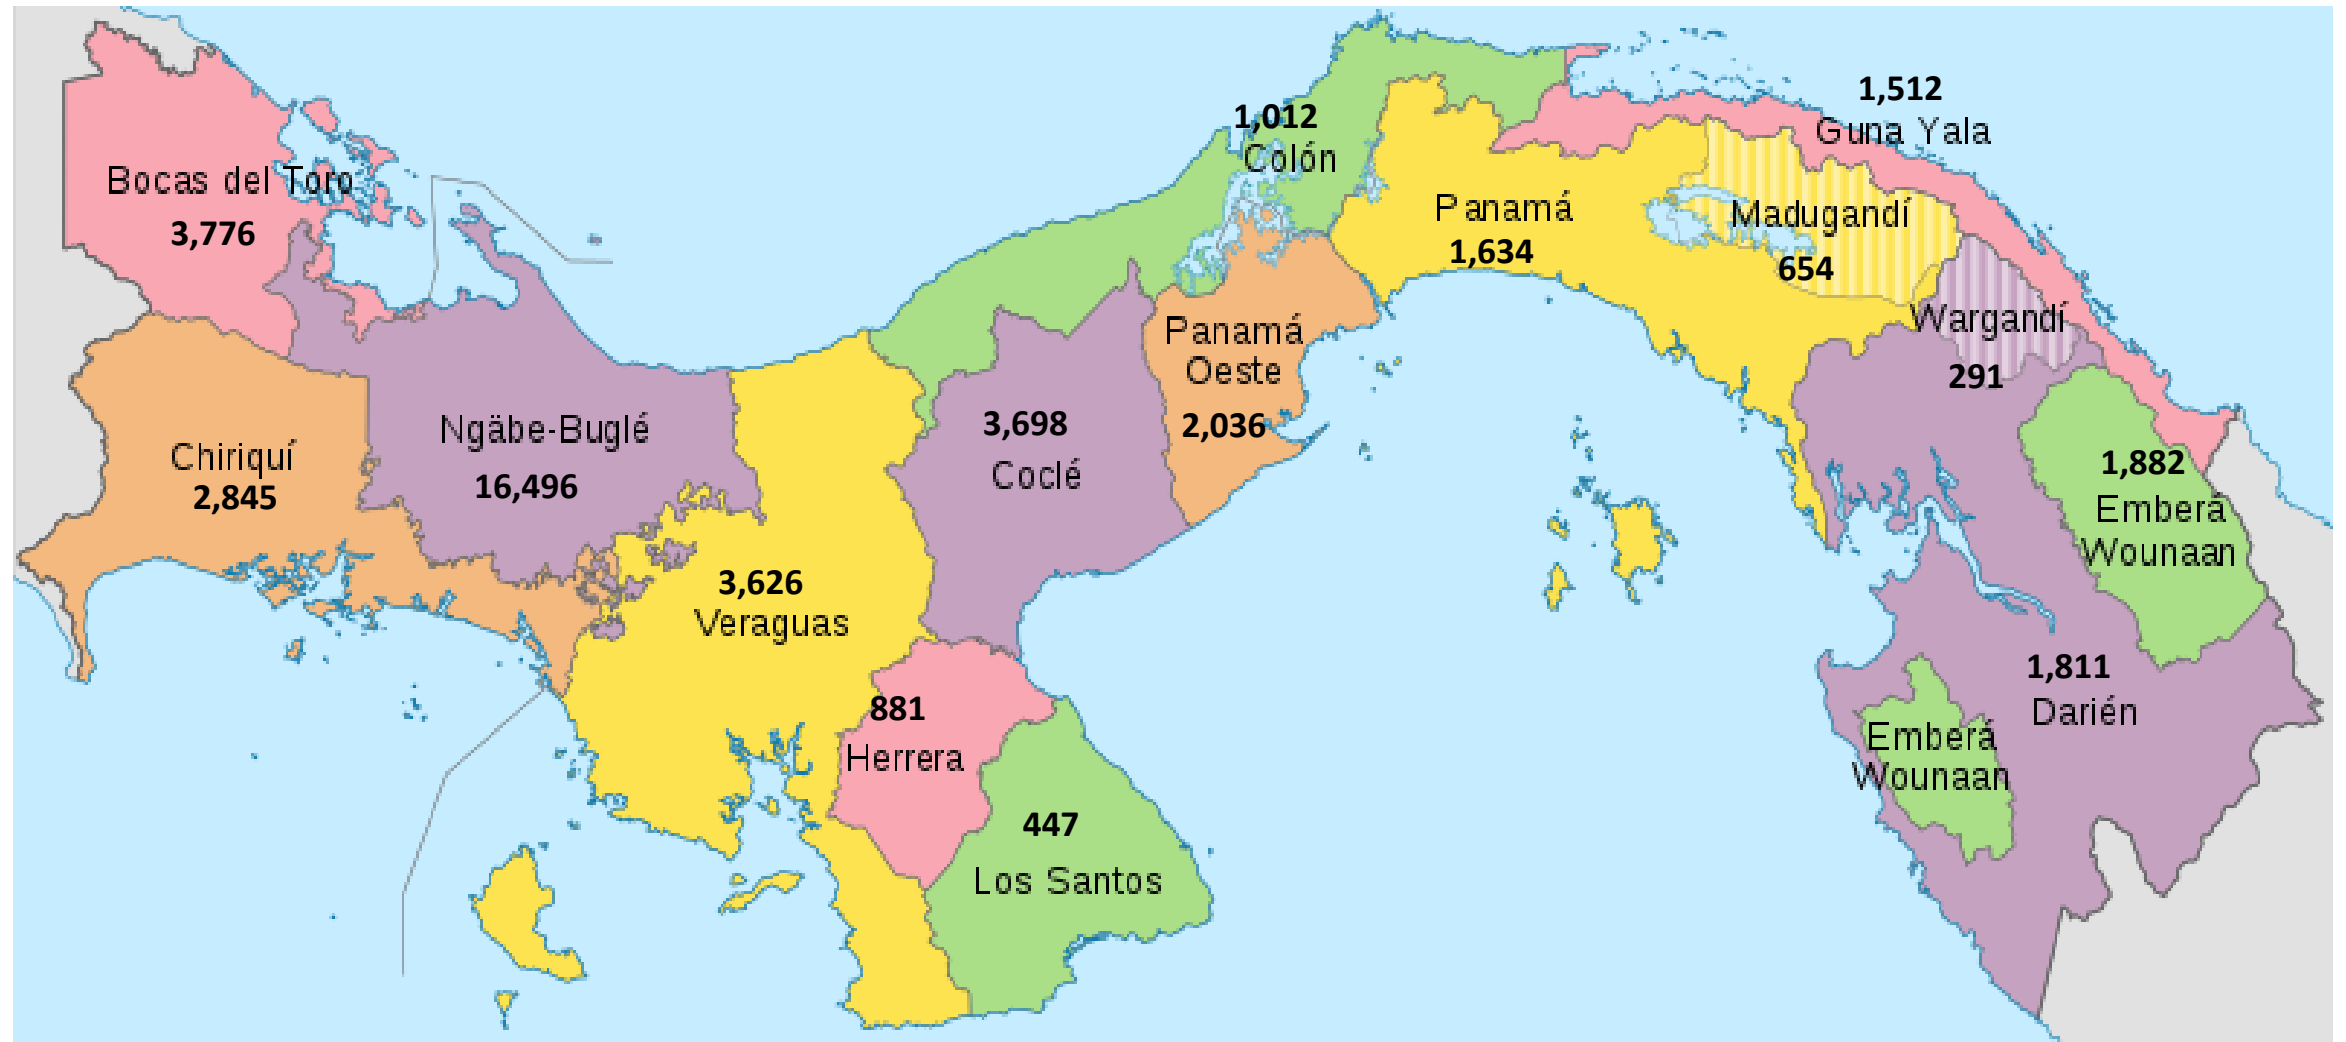 Bocas del Toro
3,776
Chiriquí
2,845
Ngäbe-Buglé
16,496
3,626
Veraguas
1,012
Colón
3,698
Coclé
Panamá
Oeste
2,036
881
Herrera
447
Los Santos
Panamá
1,634
1,512
Guna Yala
Madugandí
654
Wargandí
291
1,882
Emberá
Wounaan
1,811
Darién
Emberá
Wounaan